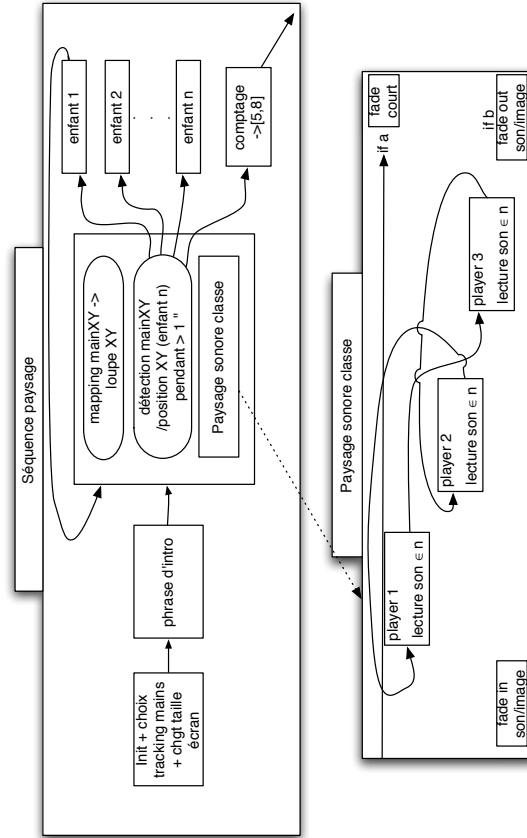 Séquence paysage
Init + choix
tracking mains
+ chgt taille
écran
phrase d'intro
mapping mainXY ->
loupe XY
détection mainXY
/position XY (enfant n)
pendant > 1 "
Paysage sonore classe
enfant 1
enfant 2
.
.
enfant n
comptage
->[5,8]
Paysage sonore classe
fade in
son/image
player 1
lecture son ∈ n
player 2
lecture son ∈ n
player 3
lecture son ∈ n
if a
fade
court
if b
fade out
son/image